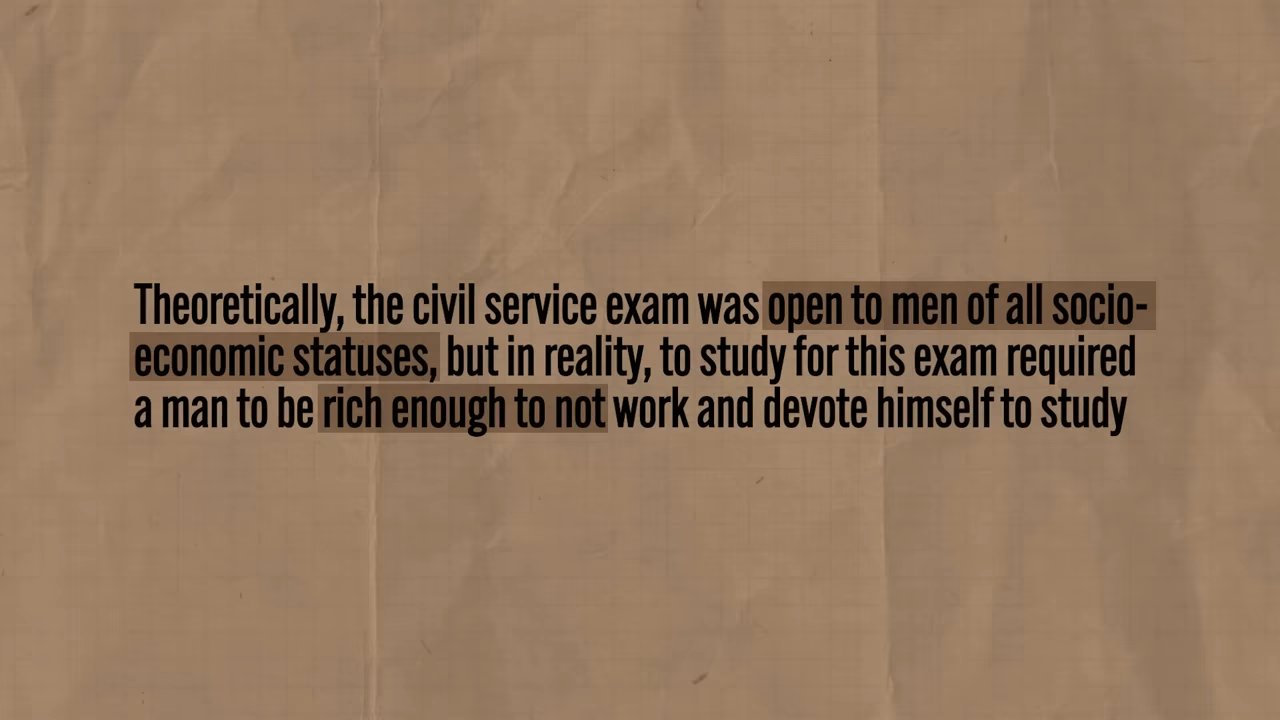 Theoretically, the civil service exam was open to men of all socio-
economic statuses, but in reality, to study for this exam required
a man to be rich enough to not work and devote himself to study